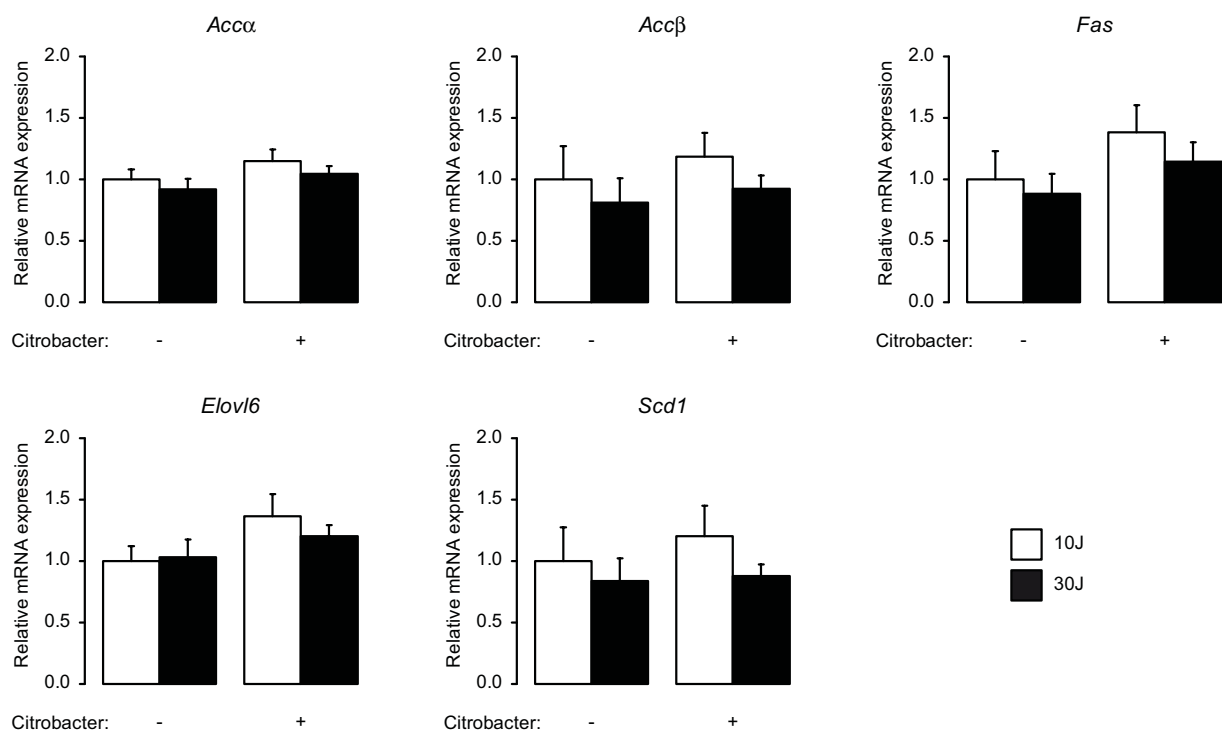 Accα
Relative mRNA expression
2.0
1.5
1.0
0.5
0.0
Citrobacter: - +
Accβ
Relative mRNA expression
2.0
1.5
1.0
0.5
0.0
Citrobacter: - +
Fas
Relative mRNA expression
2.0
1.5
1.0
0.5
0.0
Citrobacter: - +
Elovl6
Relative mRNA expression
2.0
1.5
1.0
0.5
0.0
Citrobacter: - +
Scd1
Relative mRNA expression
2.0
1.5
1.0
0.5
0.0
Citrobacter: - +
10J
30J